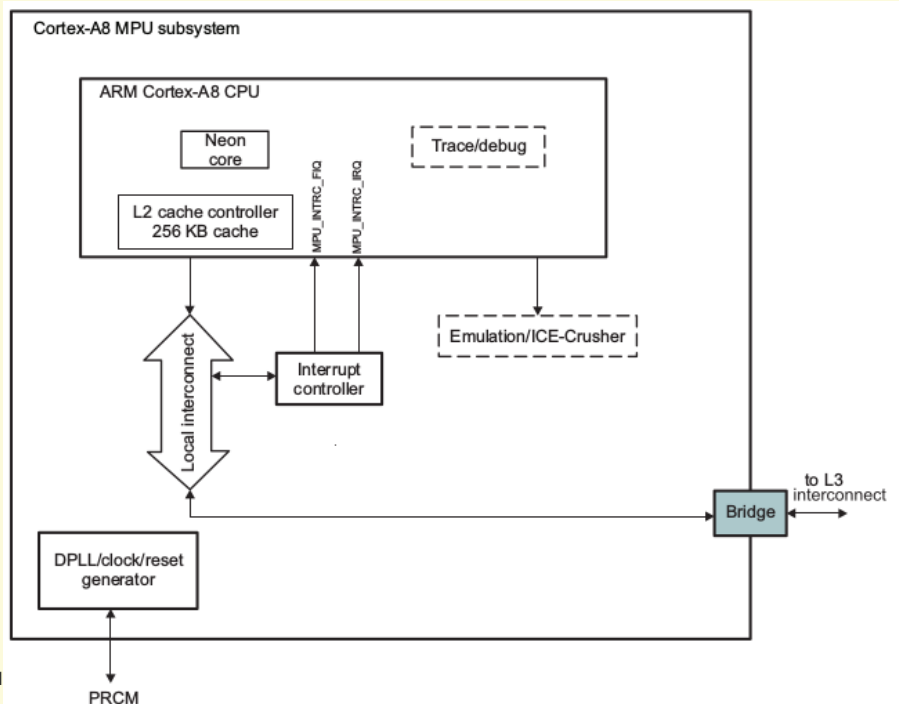 Cortex-A8 MPU subsystem
ARM Cortex-A8 CPU
Neon
core
Trace/debug
L2 cache controller
256 KB cache
MPU_INTRC_FIQ
MPU_INTRC_IRQ
Emulation/ICE-Crusher
Local interconnect
Interrupt
controller
to L3
interconnect
Bridge
DPLL/clock/reset
generator
PRCM